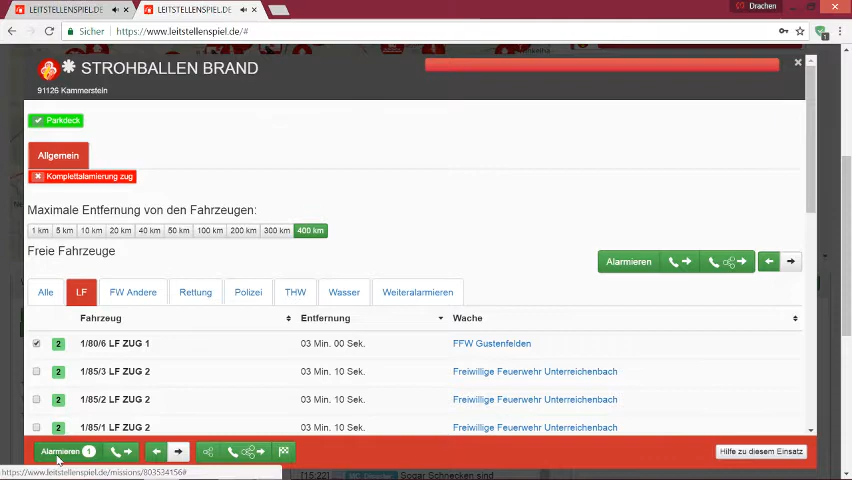 LEITSTELLENSPIEL.DE
LEITSTELLENSPIEL.DE
Drachen
Sicher https://www.leitstellenspiel.de/#
STROHBALLEN BRAND
91126 Kammerstein
Parkdeck
Allgemein
Komplettalamierung zug
Maximale Entfernung von den Fahrzeugen:
1 km 5 km 10 km 20 km 40 km 50 km 100 km 200 km 300 km 400 km
Freie Fahrzeuge
Alarmieren
Alle LF FW Andere Rettung Polizei THW Wasser Weiteralarmieren
Fahrzeug Entfernung Wache
2 1/80/6 LF ZUG 1 03 Min. 00 Sek. FFW Gustenfelden
2 1/85/3 LF ZUG 2 03 Min. 10 Sek. Freiwillige Feuerwehr Unterreichenbach
2 1/85/2 LF ZUG 2 03 Min. 10 Sek. Freiwillige Feuerwehr Unterreichenbach
2 1/85/1 LF ZUG 2 03 Min. 10 Sek. Freiwillige Feuerwehr Unterreichenbach
Alarmieren 1 Hilfe zu diesem Einsatz
https://www.leitstellenspiel.de/missions/803534156#
[15:22] Sogar Schnecken sind